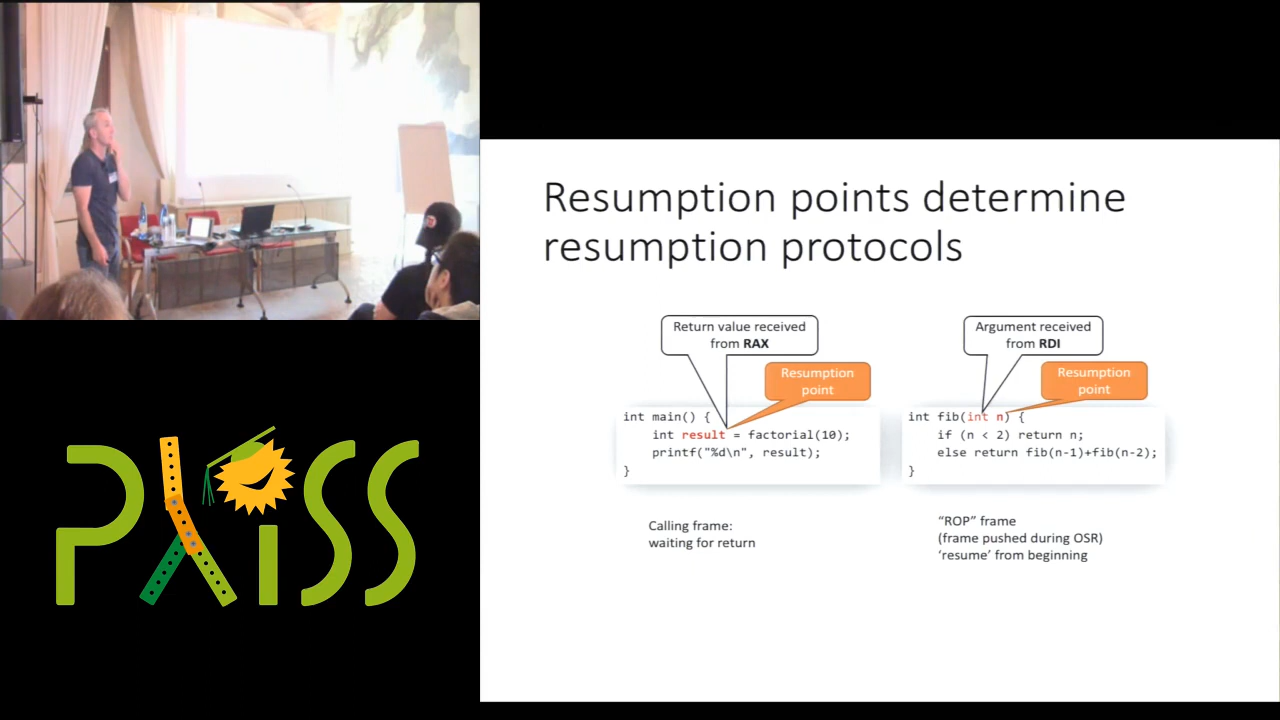 Resumption points determine
resumption protocols
Return value received
from RAX
Resumption
point
int main() {
int result = factorial(10);
printf("%d\n", result);
}
Calling frame:
waiting for return
Argument received
from RDI
Resumption
point
int fib(int n) {
if (n < 2) return n;
else return fib(n-1)+fib(n-2);
}
“ROP” frame
(frame pushed during OSR)
‘resume’ from beginning
PLISS